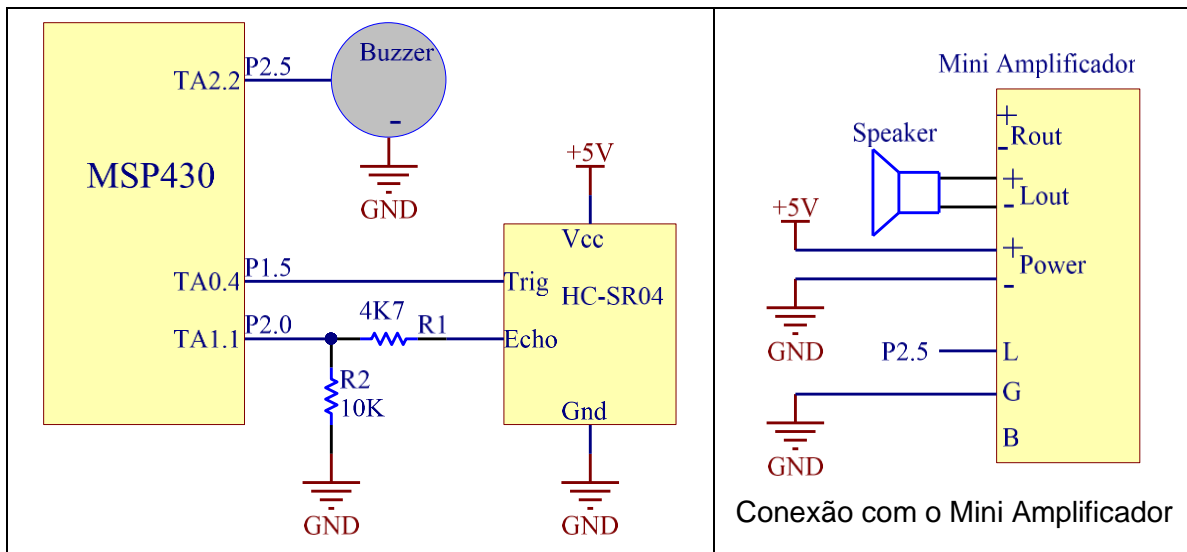 Buzzer
-
GND
TA2.2
P2.5
MSP430
TA0.4
P1.5
TA1.1
P2.0
4K7
R1
R2
10K
GND
+5V
Vcc
Trig
HC-SR04
Echo
Gnd
GND
Mini Amplificador
Speaker
+
Rout
-
+
Lout
-
+5V
+
Power
-
GND
P2.5
L
G
B
GND
Conexão com o Mini Amplificador